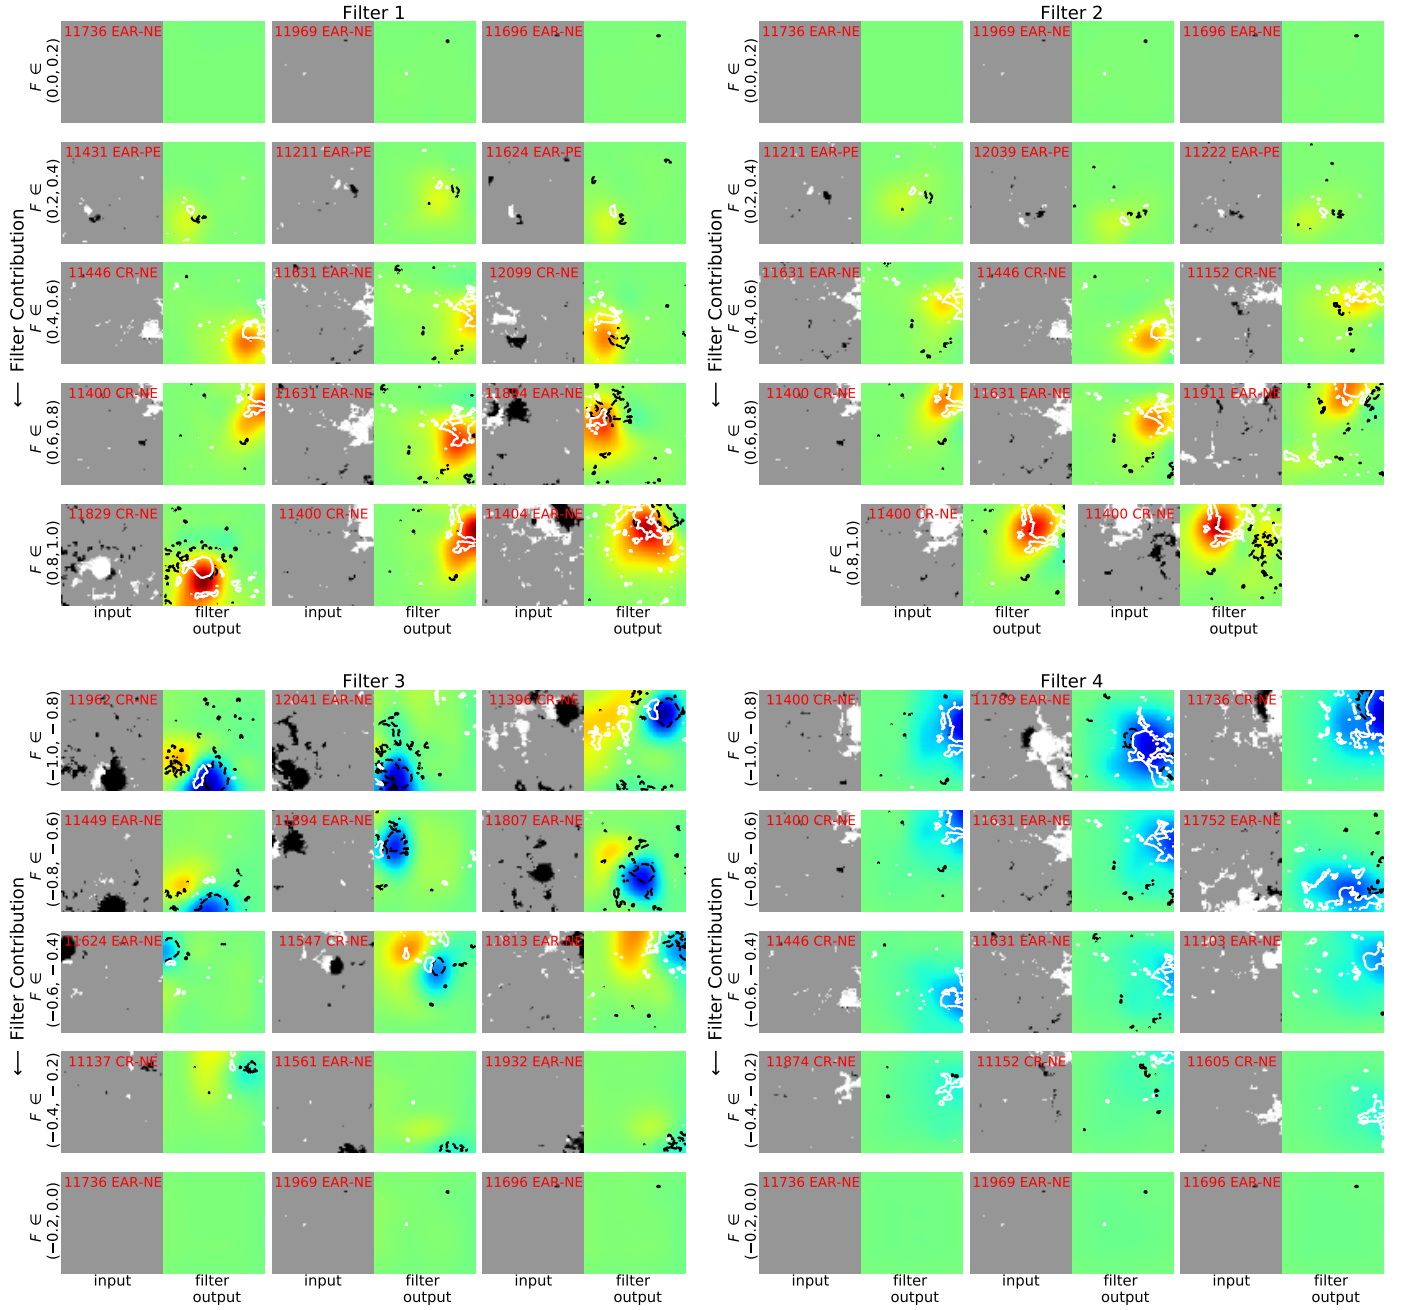 Filter 1
F ∈
(0.0, 0.2)
11736 EAR-NE
11969 EAR-NE
11696 EAR-NE
F ∈
(0.2, 0.4)
11431 EAR-PE
11211 EAR-PE
11624 EAR-PE
F ∈
(0.4, 0.6)
11446 CR-NE
11631 EAR-NE
12099 CR-NE
F ∈
(0.6, 0.8)
11400 CR-NE
11631 EAR-NE
11894 EAR-NE
F ∈
(0.8, 1.0)
11829 CR-NE
11400 CR-NE
11404 EAR-NE
← Filter Contribution
input
filter
output
input
filter
output
input
filter
output
Filter 2
F ∈
(0.0, 0.2)
11736 EAR-NE
11969 EAR-NE
11696 EAR-NE
F ∈
(0.2, 0.4)
11211 EAR-PE
12039 EAR-PE
11222 EAR-PE
F ∈
(0.4, 0.6)
11631 EAR-NE
11446 CR-NE
11152 CR-NE
F ∈
(0.6, 0.8)
11400 CR-NE
11631 EAR-NE
11911 EAR-NE
F ∈
(0.8, 1.0)
11400 CR-NE
11400 CR-NE
← Filter Contribution
input
filter
output
input
filter
output
Filter 3
F ∈
(−1.0, −0.8)
11962 CR-NE
12041 EAR-NE
11396 CR-NE
F ∈
(−0.8, −0.6)
11449 EAR-NE
11894 EAR-NE
11807 EAR-NE
F ∈
(−0.6, −0.4)
11624 EAR-NE
11547 CR-NE
11813 EAR-NE
F ∈
(−0.4, −0.2)
11137 CR-NE
11561 EAR-NE
11932 EAR-NE
F ∈
(−0.2, 0.0)
11736 EAR-NE
11969 EAR-NE
11696 EAR-NE
← Filter Contribution
input
filter
output
input
filter
output
input
filter
output
Filter 4
F ∈
(−1.0, −0.8)
11400 CR-NE
11789 EAR-NE
11736 CR-NE
F ∈
(−0.8, −0.6)
11400 CR-NE
11631 EAR-NE
11752 EAR-NE
F ∈
(−0.6, −0.4)
11446 CR-NE
11631 EAR-NE
11103 EAR-NE
F ∈
(−0.4, −0.2)
11874 CR-NE
11152 CR-NE
11605 CR-NE
F ∈
(−0.2, 0.0)
11736 EAR-NE
11969 EAR-NE
11696 EAR-NE
← Filter Contribution
input
filter
output
input
filter
output
input
filter
output